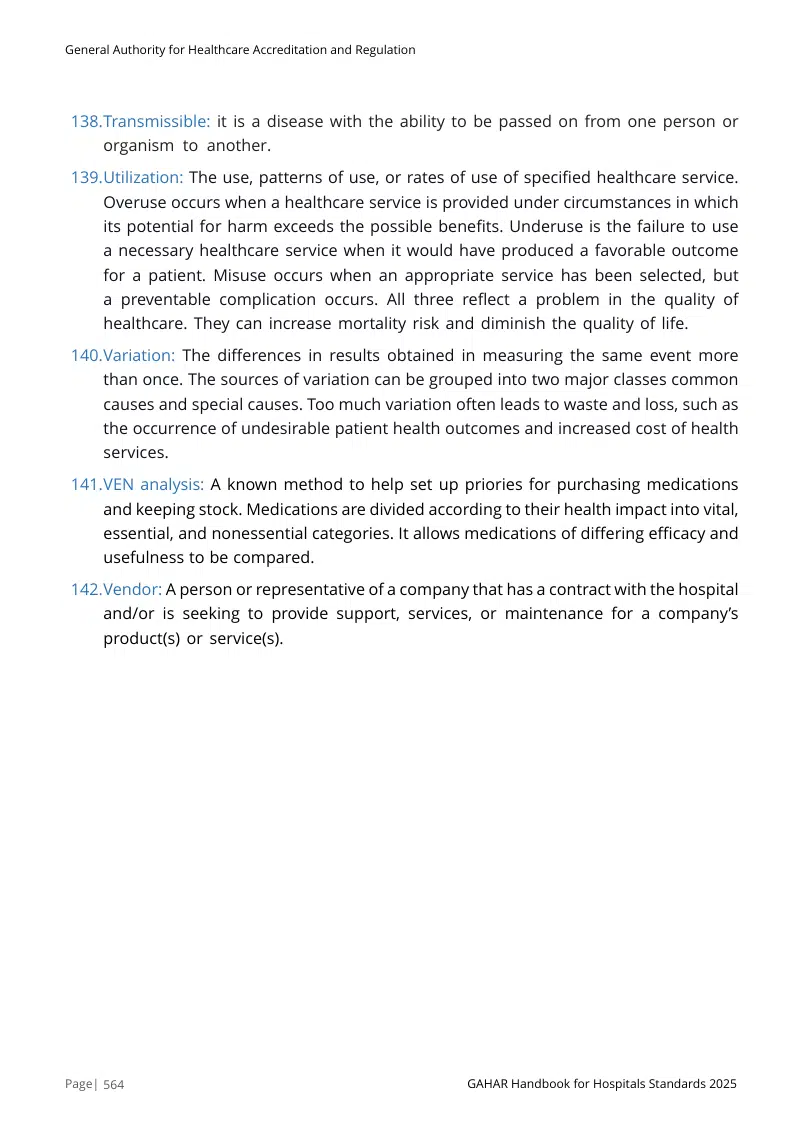 General Authority for Healthcare Accreditation and Regulation
138.Transmissible: it is a disease with the ability to be passed on from one person or
organism to another.
139.Utilization: The use, patterns of use, or rates of use of specified healthcare service.
Overuse occurs when a healthcare service is provided under circumstances in which
its potential for harm exceeds the possible benefits. Underuse is the failure to use
a necessary healthcare service when it would have produced a favorable outcome
for a patient. Misuse occurs when an appropriate service has been selected, but
a preventable complication occurs. All three reflect a problem in the quality of
healthcare. They can increase mortality risk and diminish the quality of life.
140.Variation: The differences in results obtained in measuring the same event more
than once. The sources of variation can be grouped into two major classes common
causes and special causes. Too much variation often leads to waste and loss, such as
the occurrence of undesirable patient health outcomes and increased cost of health
services.
141.VEN analysis: A known method to help set up priories for purchasing medications
and keeping stock. Medications are divided according to their health impact into vital,
essential, and nonessential categories. It allows medications of differing efficacy and
usefulness to be compared.
142.Vendor: A person or representative of a company that has a contract with the hospital
and/or is seeking to provide support, services, or maintenance for a company’s
product(s) or service(s).
Page| 564
GAHAR Handbook for Hospitals Standards 2025